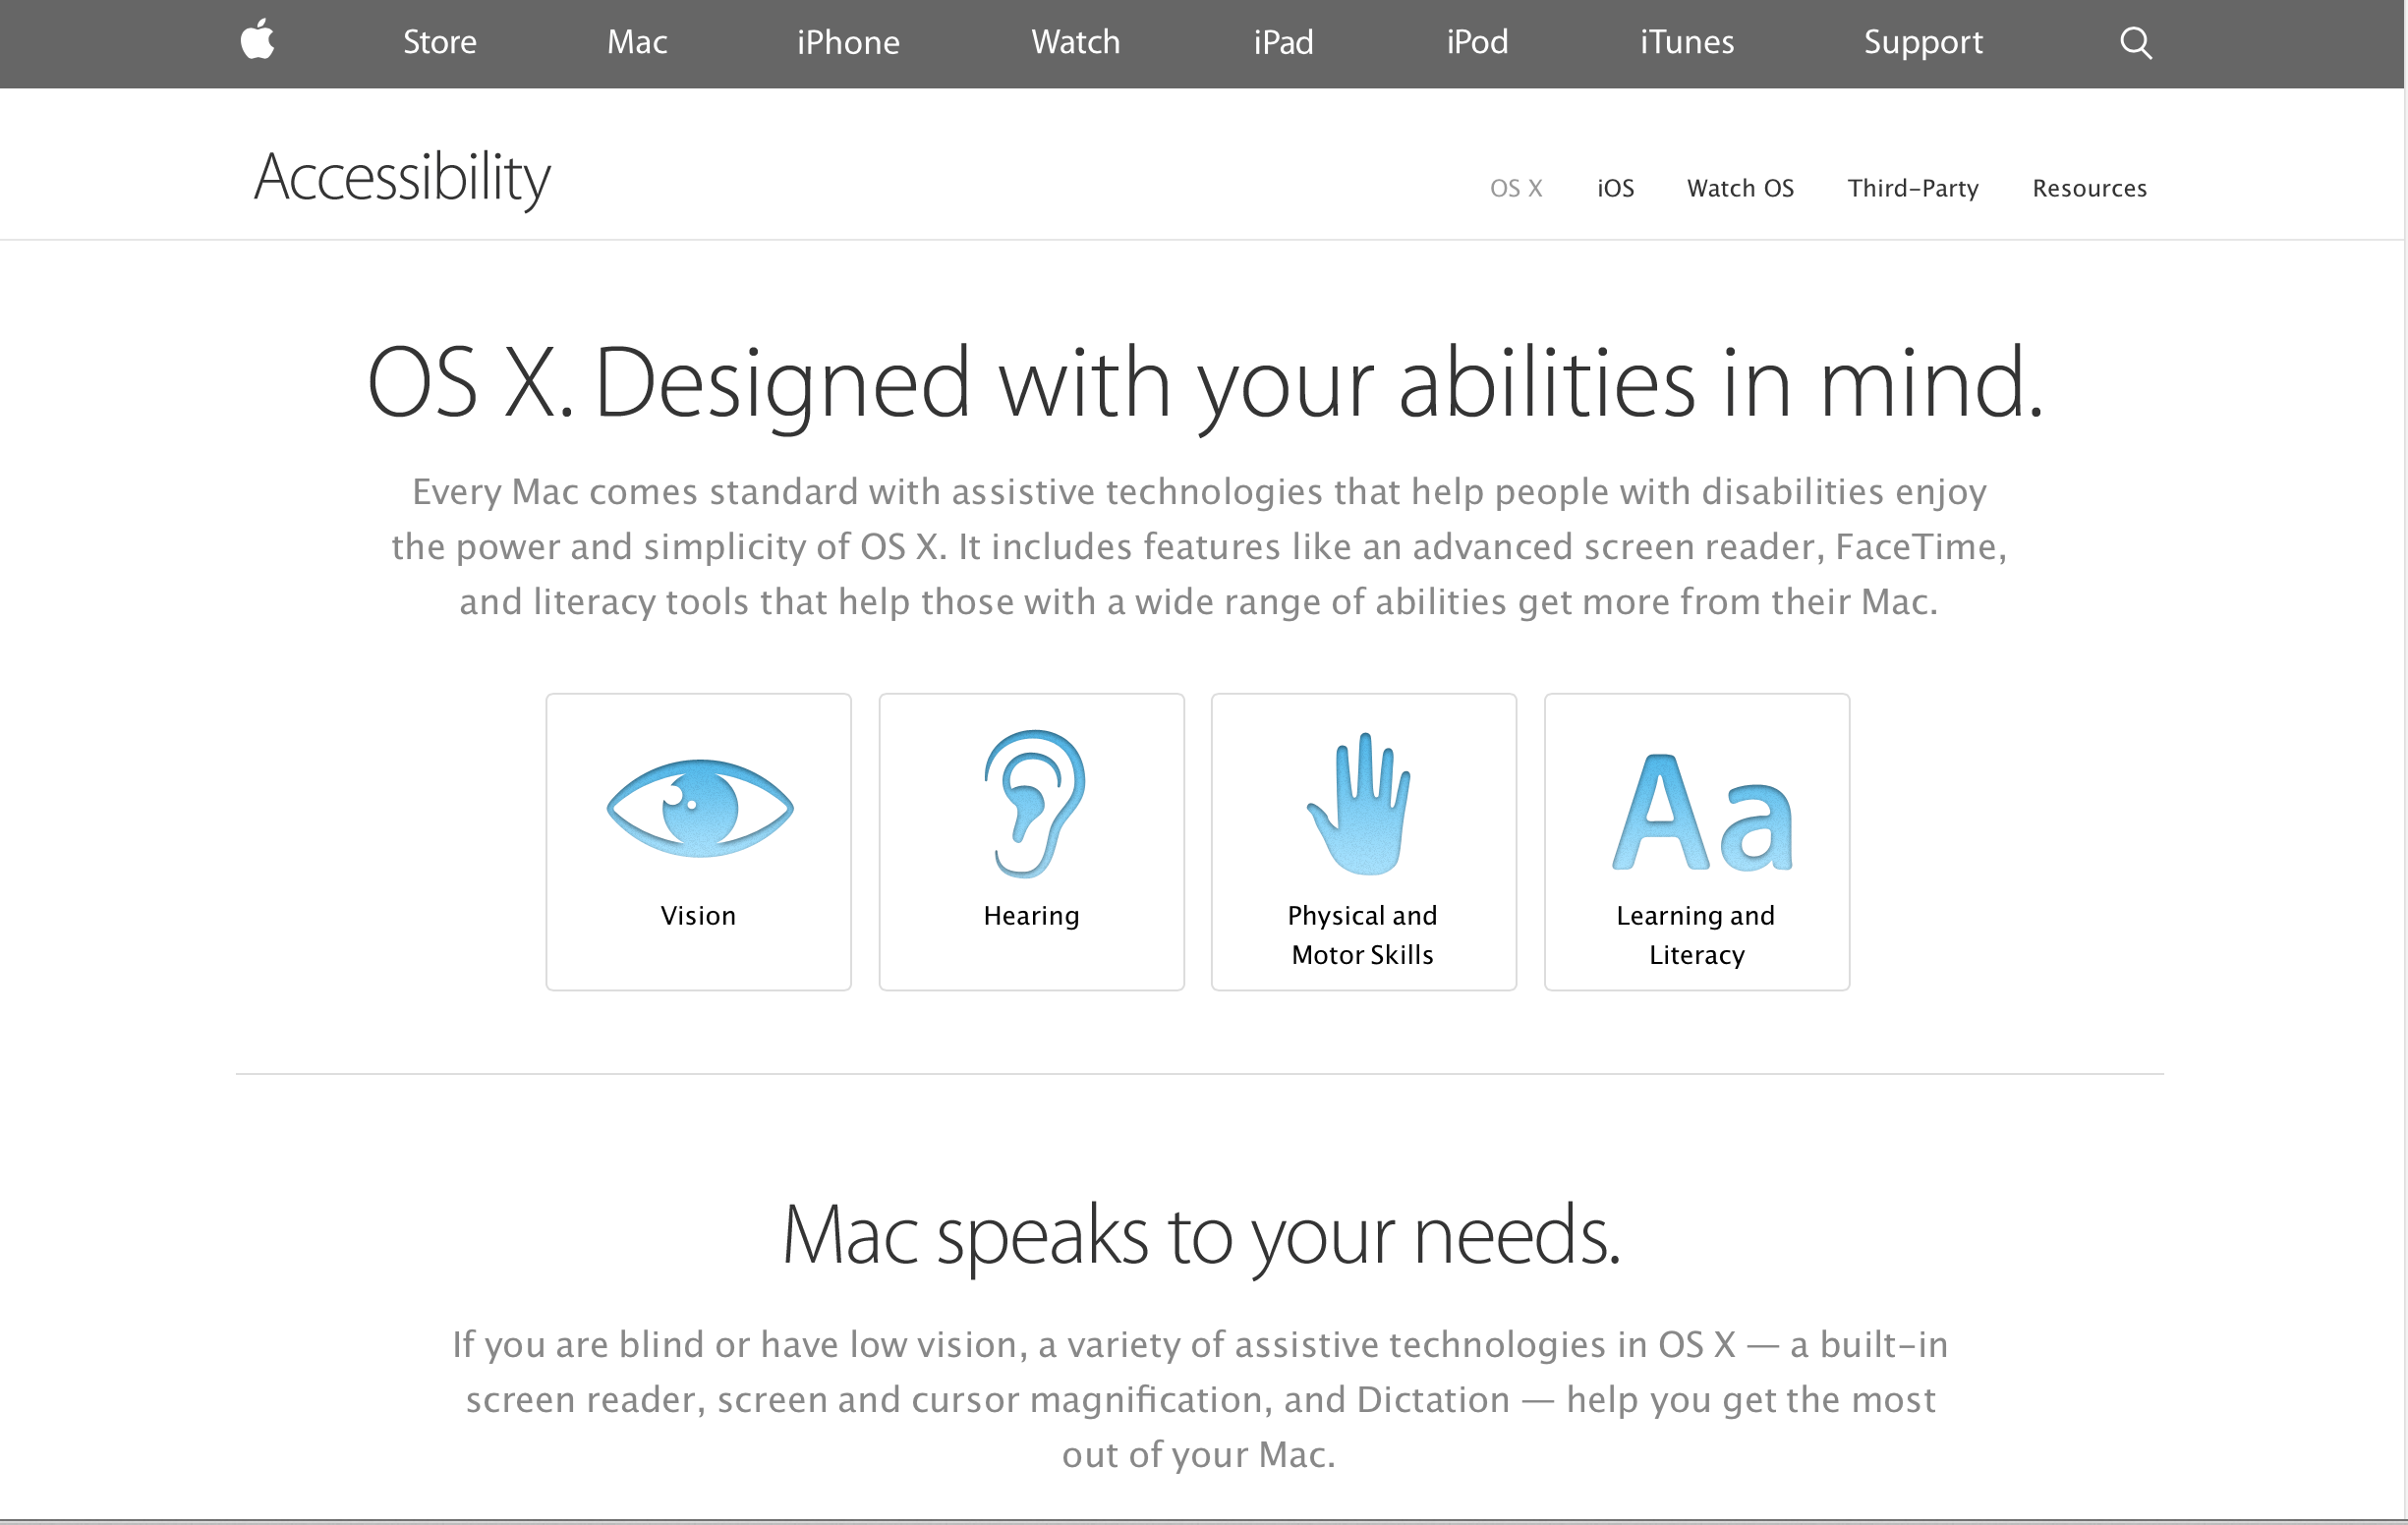 Store Mac iPhone Watch iPad iPod iTunes Support
Accessibility
OS X iOS Watch OS Third-Party Resources
OS X. Designed with your abilities in mind.
Every Mac comes standard with assistive technologies that help people with disabilities enjoy
the power and simplicity of OS X. It includes features like an advanced screen reader, FaceTime,
and literacy tools that help those with a wide range of abilities get more from their Mac.
Aa
Vision
Hearing
Physical and
Motor Skills
Learning and
Literacy
Mac speaks to your needs.
If you are blind or have low vision, a variety of assistive technologies in OS X — a built-in
screen reader, screen and cursor magnification, and Dictation — help you get the most
out of your Mac.